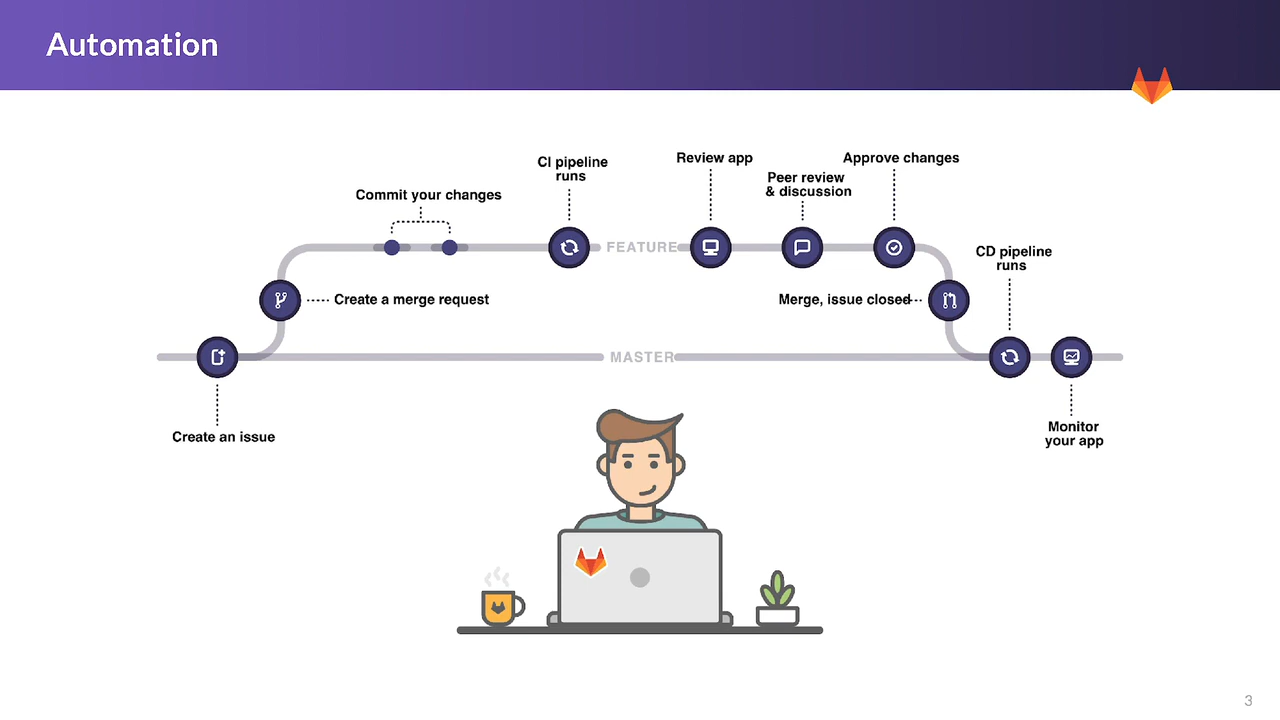 Automation
CI pipeline
runs
Review app
Approve changes
Peer review
& discussion
Commit your changes
FEATURE
CD pipeline
runs
Create a merge request
Merge, issue closed
MASTER
Create an issue
Monitor
your app
3